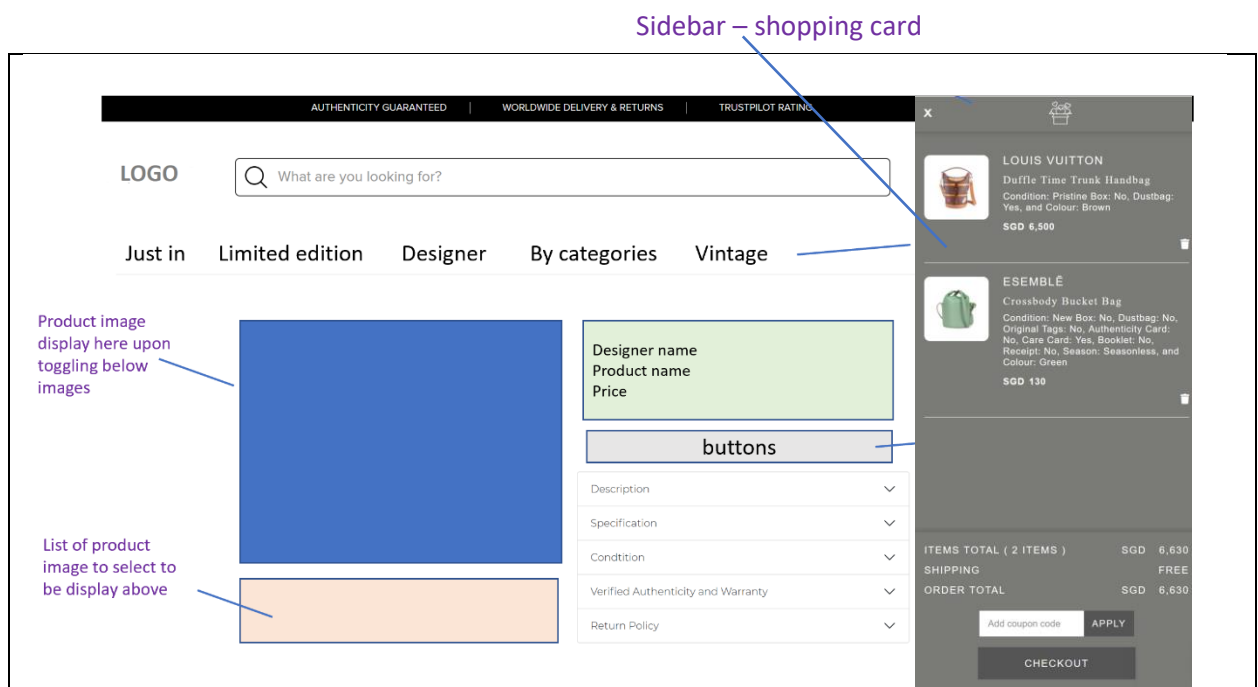 Sidebar – shopping card
AUTHENTICITY GUARANTEED | WORLDWIDE DELIVERY & RETURNS | TRUSTPILOT RATING
x
LOGO
What are you looking for?
Just in Limited edition Designer By categories Vintage
Product image
display here upon
toggling below
images
List of product
image to select to
be display above
Designer name
Product name
Price
buttons
Description
Specification
Condtition
Verified Authenticity and Warranty
Return Policy
LOUIS VUITTON
Duffle Time Trunk Handbag
Condition: Pristine Box: No, Dustbag:
Yes, and Colour: Brown
SGD 6,500
ESEMBLĒ
Crossbody Bucket Bag
Condition: New Box: No, Dustbag: No,
Original Tags: No, Authenticity Card:
No, Care Card: Yes, Booklet: No,
Receipt: No, Season: Seasonless, and
Colour: Green
SGD 130
ITEMS TOTAL ( 2 ITEMS ) SGD 6,630
SHIPPING FREE
ORDER TOTAL SGD 6,630
Add coupon code APPLY
CHECKOUT